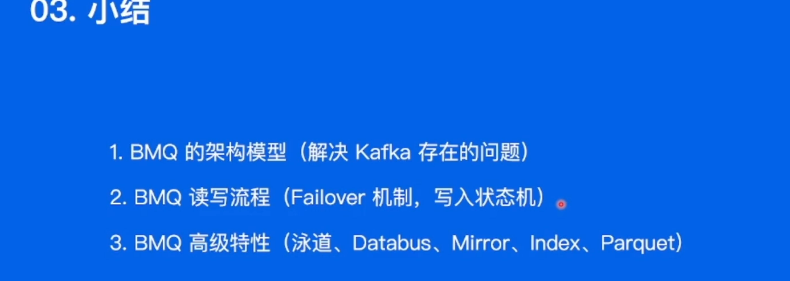 03. 小结
1. BMQ 的架构模型（解决 Kafka 存在的问题）
2. BMQ 读写流程（Failover 机制，写入状态机）
3. BMQ 高级特性（泳道、Databus、Mirror、Index、Parquet）